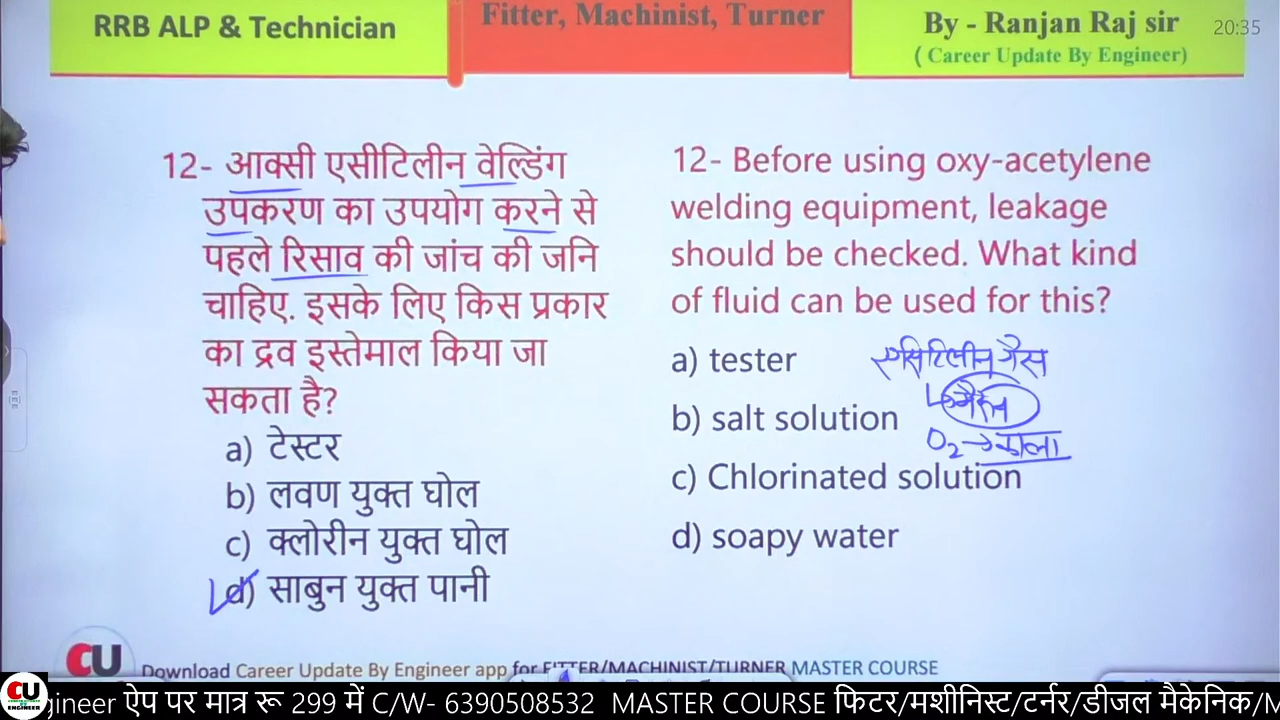 RRB ALP & Technician
Fitter, Machinist, Turner
By - Ranjan Raj sir
( Career Update By Engineer)
20:35
12- आक्सी एसीटिलीन वेल्डिंग
उपकरण का उपयोग करने से
पहले रिसाव की जांच की जनि
चाहिए. इसके लिए किस प्रकार
का द्रव इस्तेमाल किया जा
सकता है?
a) टेस्टर
b) लवण युक्त घोल
c) क्लोरीन युक्त घोल
d) साबुन युक्त पानी
12- Before using oxy-acetylene
welding equipment, leakage
should be checked. What kind
of fluid can be used for this?
a) tester
b) salt solution
c) Chlorinated solution
d) soapy water
एसिटिलीन गैस
मैरून
O2→काला
CU
Download Career Update By Engineer app for FITTER/MACHINIST/TURNER MASTER COURSE
CU
ENGINEER
gineer ऐप पर मात्र रू 299 में C/W- 6390508532 MASTER COURSE फिटर/मशीनिस्ट/टर्नर/डीजल मैकेनिक/M